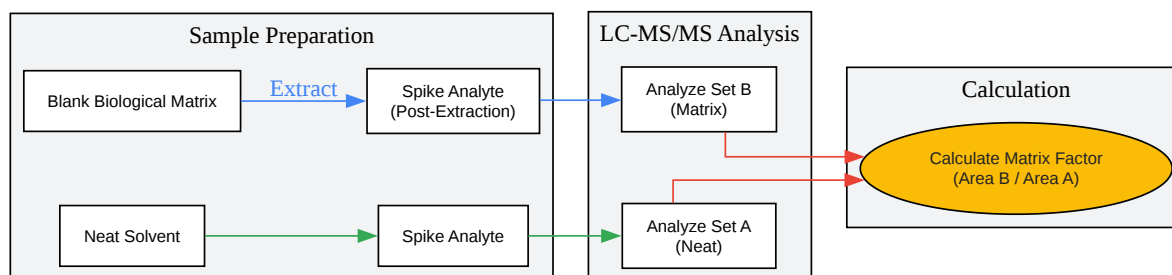 Sample Preparation
Blank Biological Matrix
Extract
Spike Analyte
(Post-Extraction)
Neat Solvent
Spike Analyte
LC-MS/MS Analysis
Analyze Set B
(Matrix)
Analyze Set A
(Neat)
Calculation
Calculate Matrix Factor
(Area B / Area A)